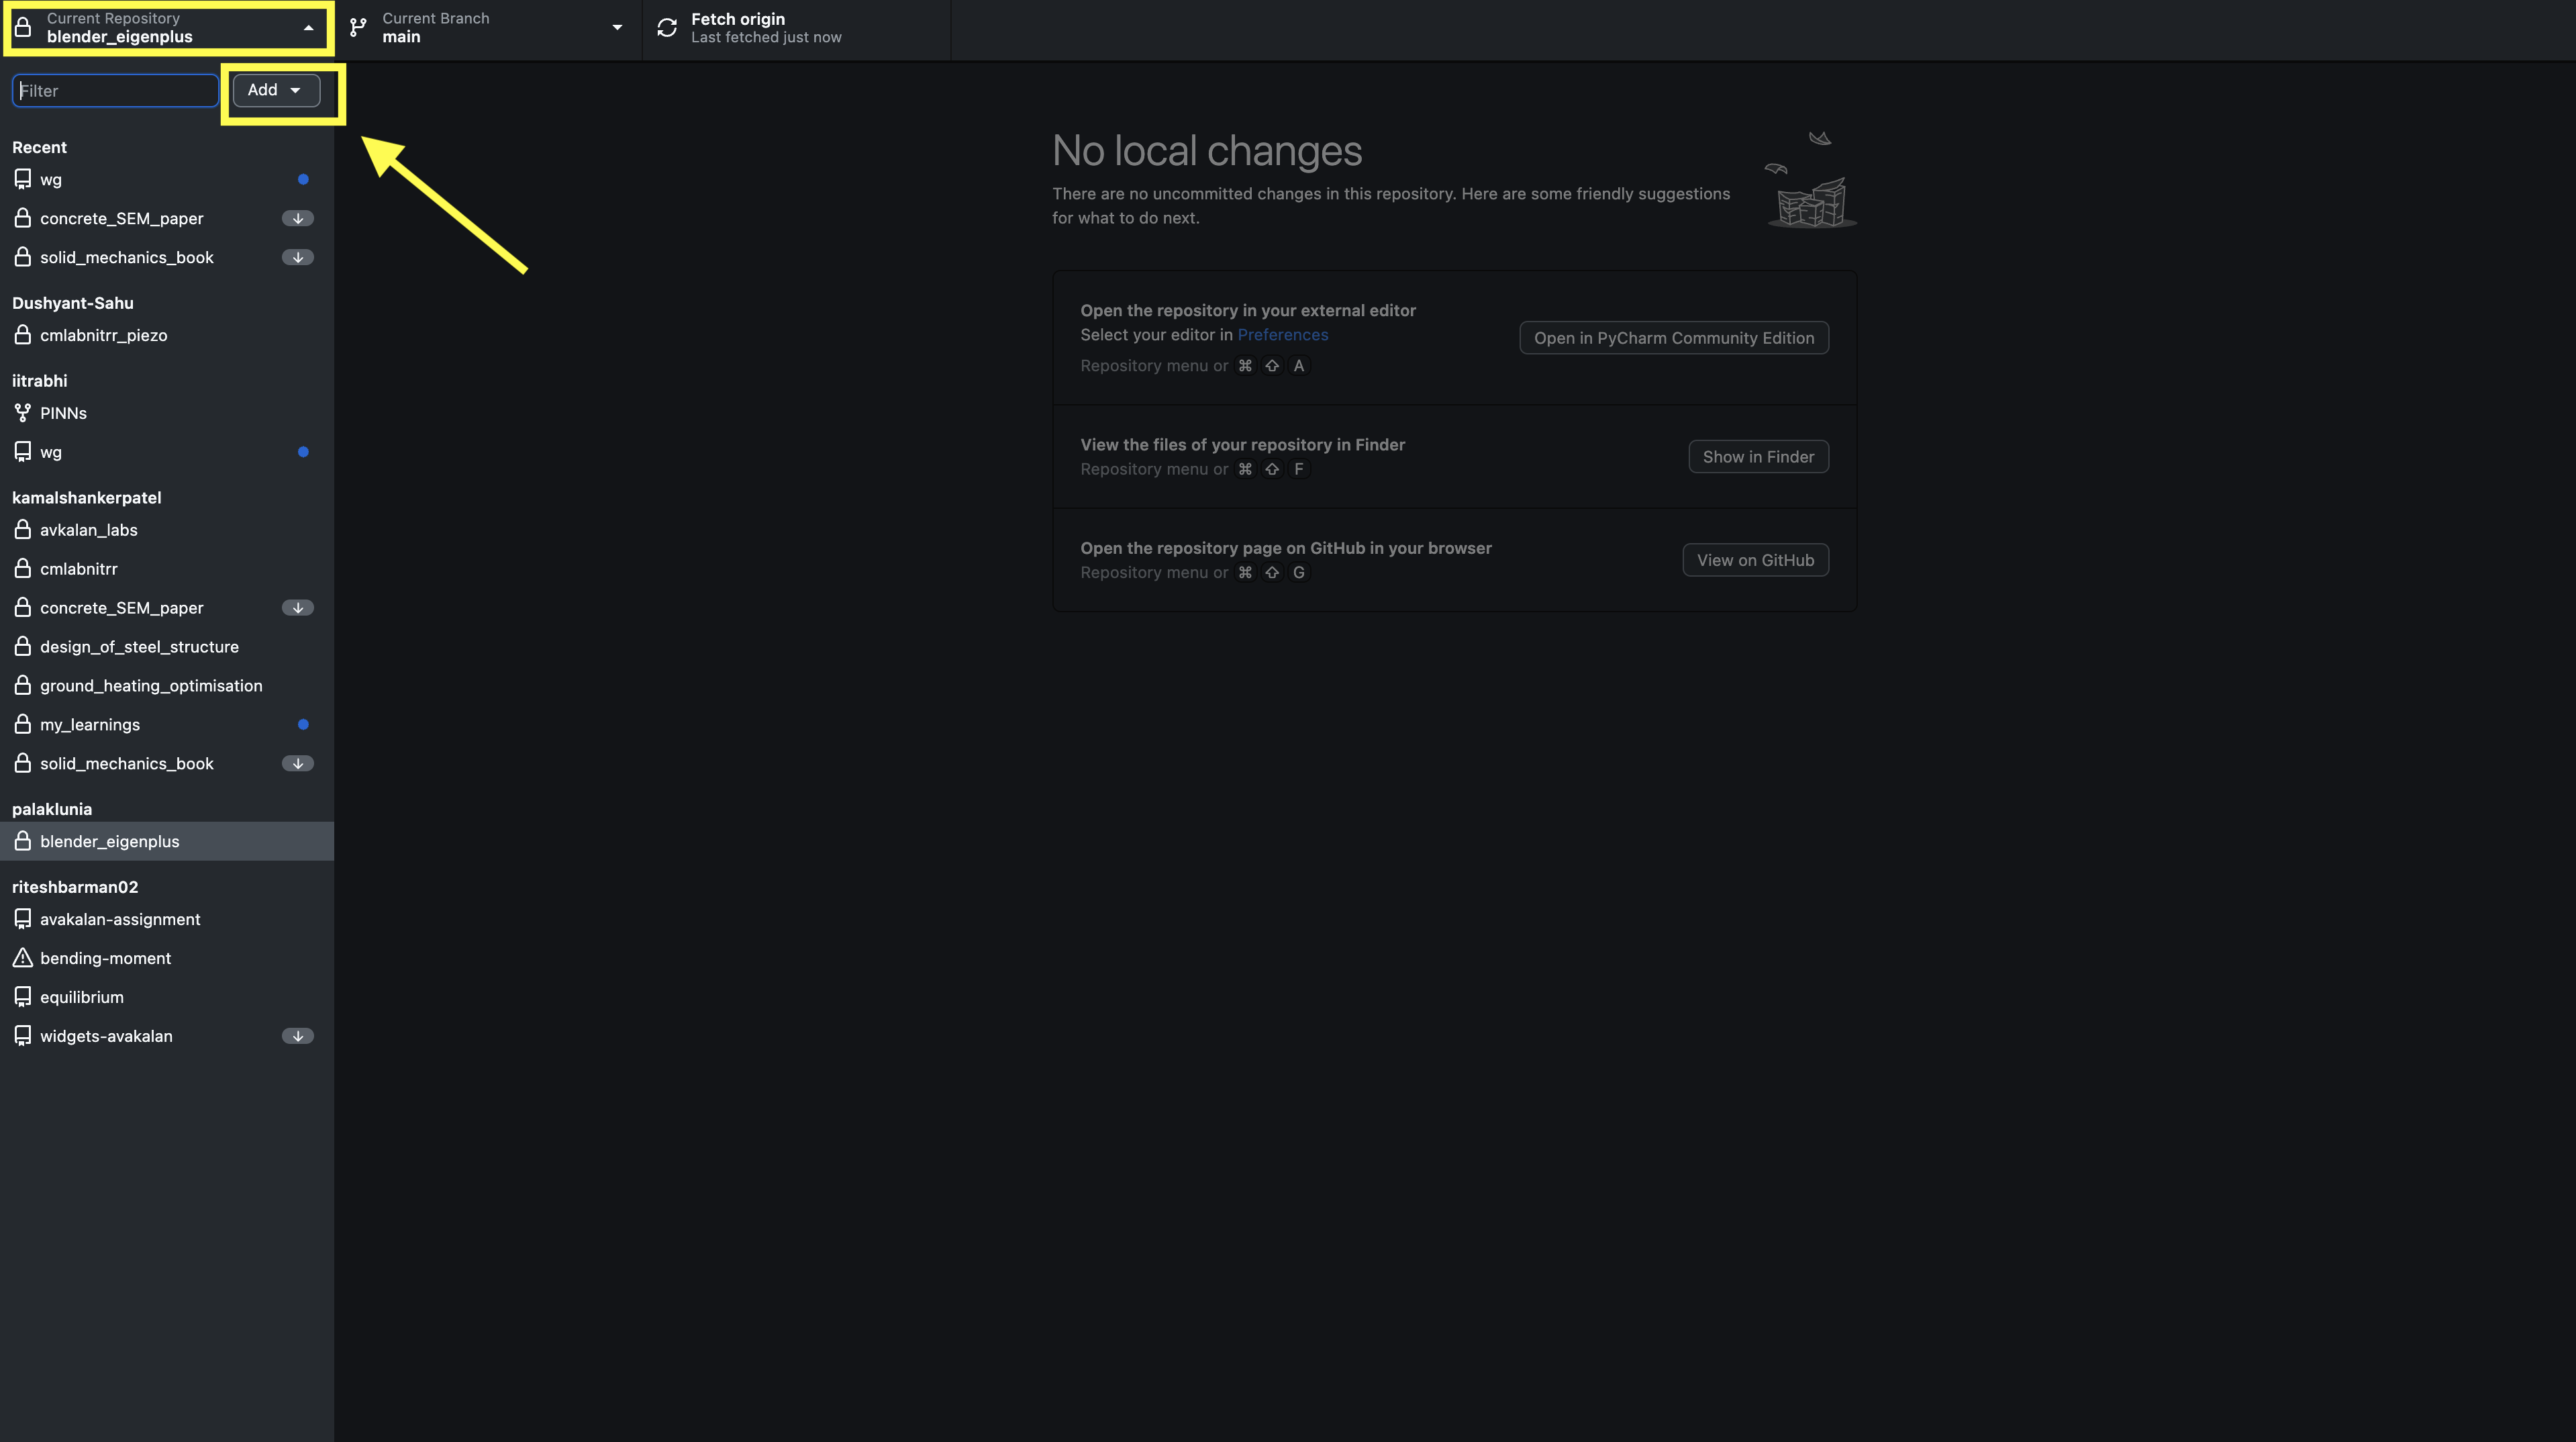 Current Repository
blender_eigenplus
Current Branch
main
Fetch origin
Last fetched just now
Filter
Add
Recent
wg
concrete_SEM_paper
solid_mechanics_book
Dushyant-Sahu
cmlabnitrr_piezo
iitrabhi
PINNs
wg
kamalshankerpatel
avkalan_labs
cmlabnitrr
concrete_SEM_paper
design_of_steel_structure
ground_heating_optimisation
my_learnings
solid_mechanics_book
palaklunia
blender_eigenplus
riteshbarman02
avakalan-assignment
bending-moment
equilibrium
widgets-avakalan
No local changes
There are no uncommitted changes in this repository. Here are some friendly suggestions
for what to do next.
Open the repository in your external editor
Select your editor in Preferences
Repository menu or ⌘ ⇧ A
Open in PyCharm Community Edition
View the files of your repository in Finder
Repository menu or ⌘ ⇧ F
Show in Finder
Open the repository page on GitHub in your browser
Repository menu or ⌘ ⇧ G
View on GitHub